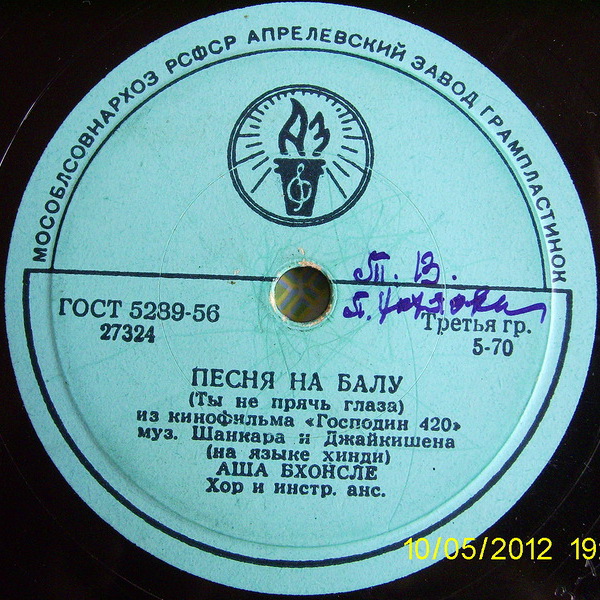 МОСОБЛСОВНАРХОЗ РСФСР АПРЕЛЕВСКИЙ ЗАВОД ГРАМПЛАСТИНОК
АЗ
ГОСТ 5289-56
27324
Третья гр.
5-70
ПЕСНЯ НА БАЛУ
(Ты не прячь глаза)
из кинофильма «Господин 420»
муз. Шанкара и Джайкишена
(на языке хинди)
АША БХОНСЛЕ
Хор и инстр. анс.
10/05/2012 19: